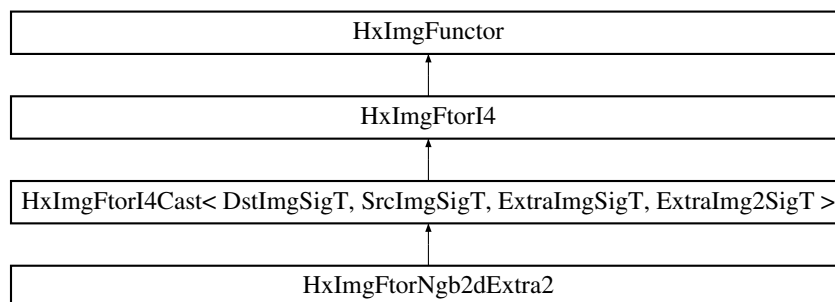 HxImgFunctor
HxImgFtorI4
HxImgFtorI4Cast< DstImgSigT, SrcImgSigT, ExtraImgSigT, ExtraImg2SigT >
HxImgFtorNgb2dExtra2